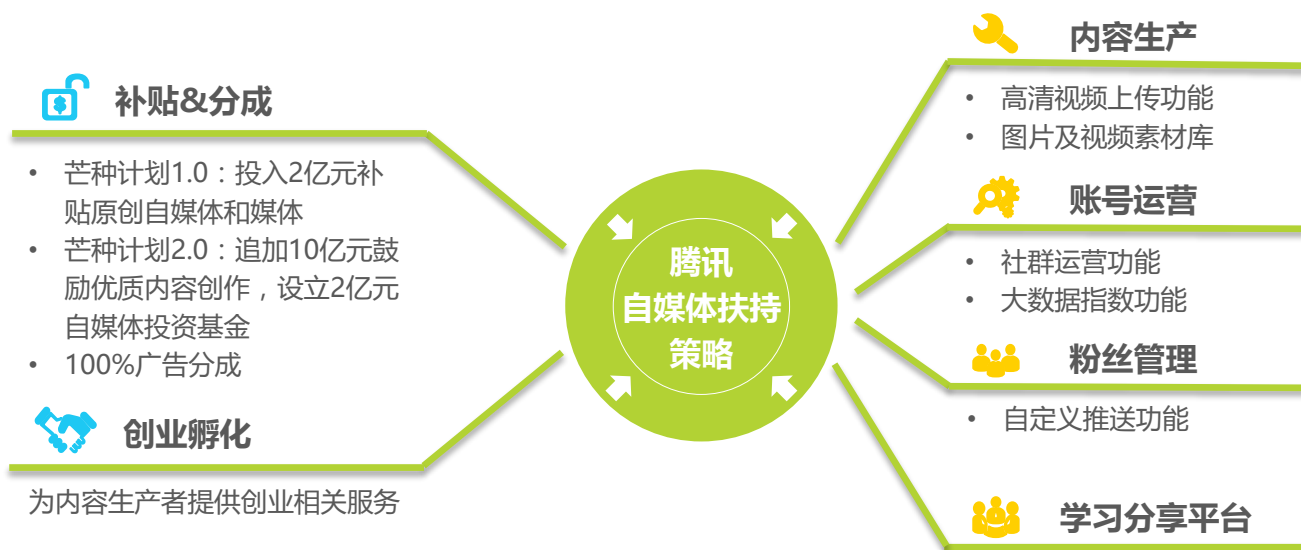 补贴&分成
• 芒种计划1.0：投入2亿元补
贴原创自媒体和媒体
• 芒种计划2.0：追加10亿元鼓
励优质内容创作，设立2亿元
自媒体投资基金
• 100%广告分成
创业孵化
为内容生产者提供创业相关服务
腾讯
自媒体扶持
策略
内容生产
• 高清视频上传功能
• 图片及视频素材库
账号运营
• 社群运营功能
• 大数据指数功能
粉丝管理
• 自定义推送功能
学习分享平台